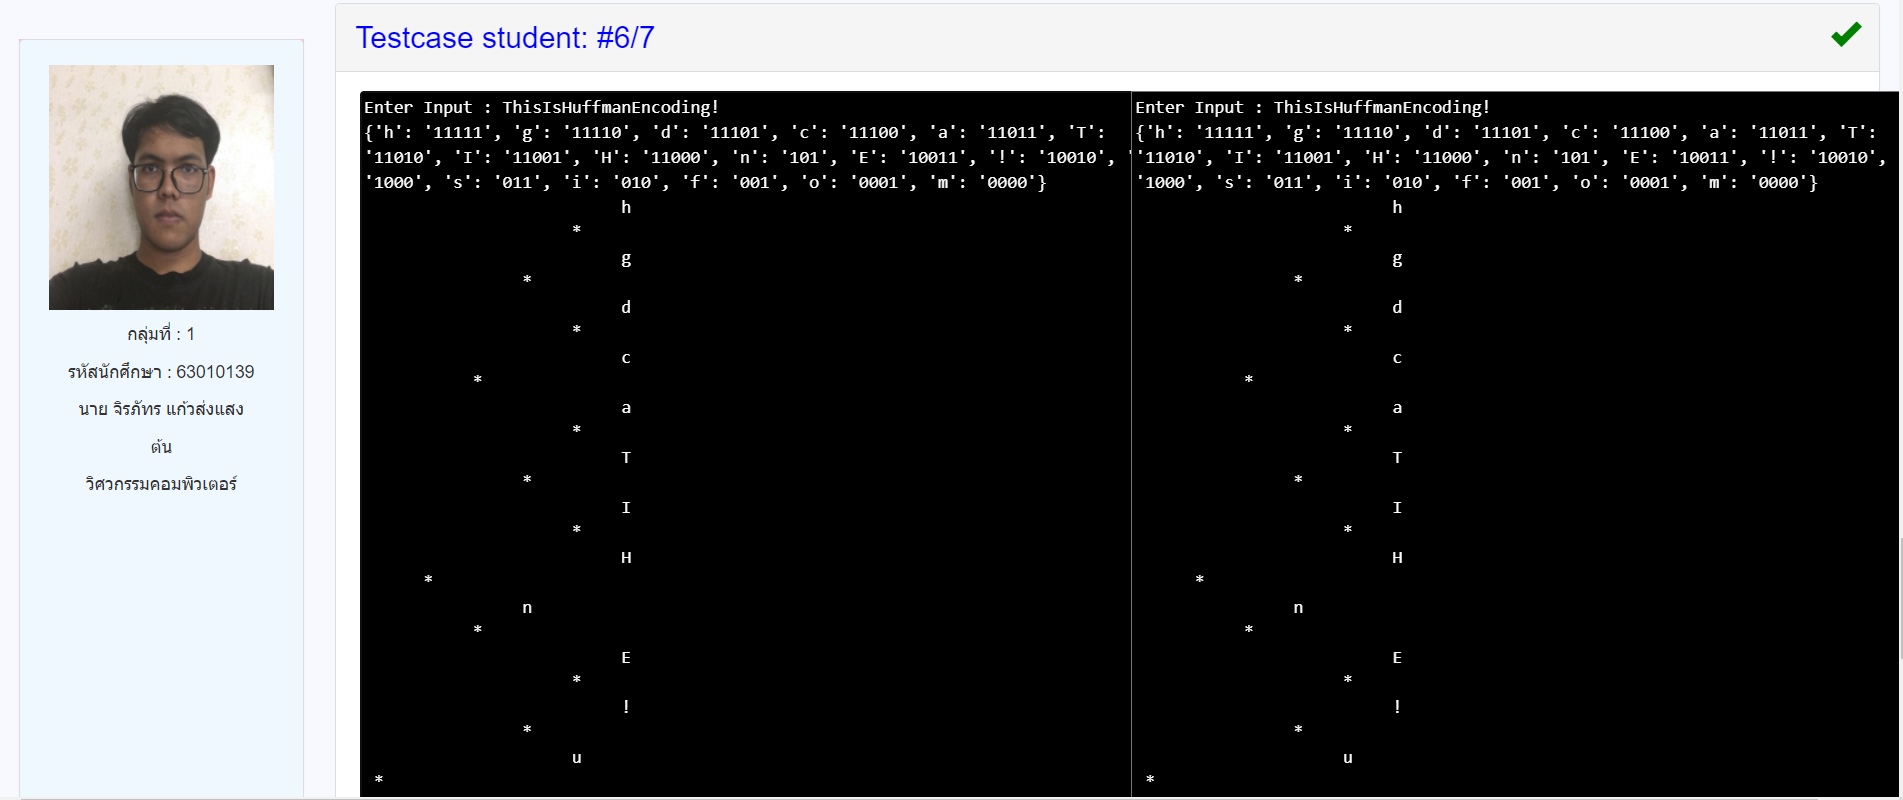 Testcase student: #6/7
กลุ่มที่ : 1
รหัสนักศึกษา : 63010139
นาย จิรภัทร แก้วส่งแสง
ต้น
วิศวกรรมคอมพิวเตอร์
Enter Input : ThisIsHuffmanEncoding!
{'h': '11111', 'g': '11110', 'd': '11101', 'c': '11100', 'a': '11011', 'T':
'11010', 'I': '11001', 'H': '11000', 'n': '101', 'E': '10011', '!': '10010', '
'1000', 's': '011', 'i': '010', 'f': '001', 'o': '0001', 'm': '0000'}
h
*
g
*
d
*
c
*
a
*
T
*
I
*
H
*
n
*
E
*
!
*
u
*
Enter Input : ThisIsHuffmanEncoding!
{'h': '11111', 'g': '11110', 'd': '11101', 'c': '11100', 'a': '11011', 'T':
'11010', 'I': '11001', 'H': '11000', 'n': '101', 'E': '10011', '!': '10010',
'1000', 's': '011', 'i': '010', 'f': '001', 'o': '0001', 'm': '0000'}
h
*
g
*
d
*
c
*
a
*
T
*
I
*
H
*
n
*
E
*
!
*
u
*